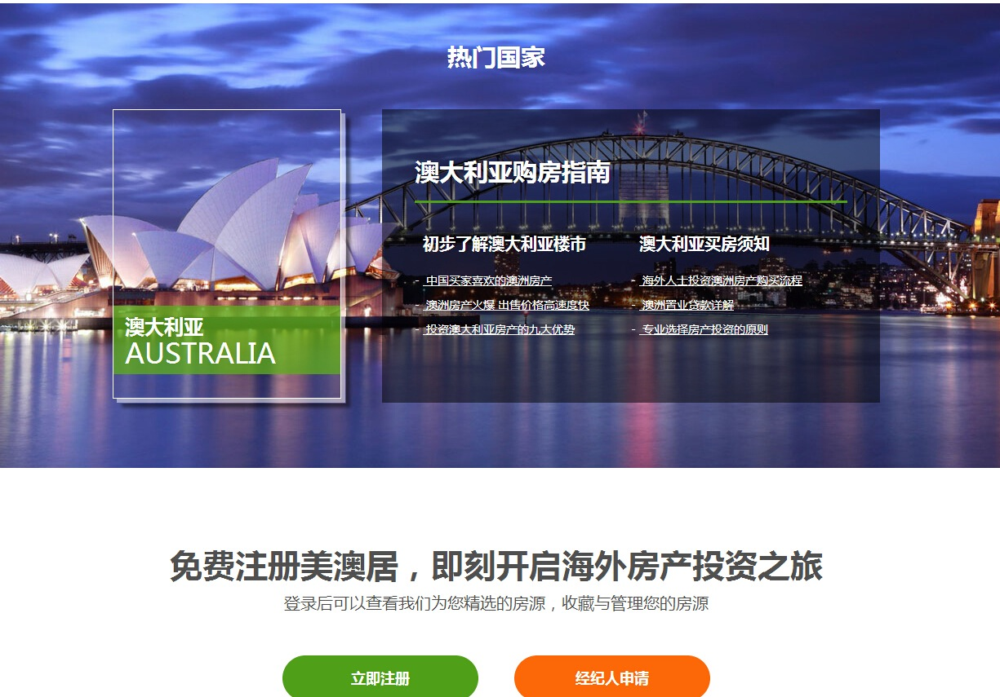 热门国家
澳大利亚
AUSTRALIA
澳大利亚购房指南
初步了解澳大利亚楼市
- 中国买家喜欢的澳洲房产
- 澳洲房产火爆 出售价格高速度快
- 投资澳大利亚房产的九大优势
澳大利亚买房须知
- 海外人士投资澳洲房产购买流程
- 澳洲置业贷款详解
- 专业选择房产投资的原则
免费注册美澳居，即刻开启海外房产投资之旅
登录后可以查看我们为您精选的房源，收藏与管理您的房源
立即注册
经纪人申请